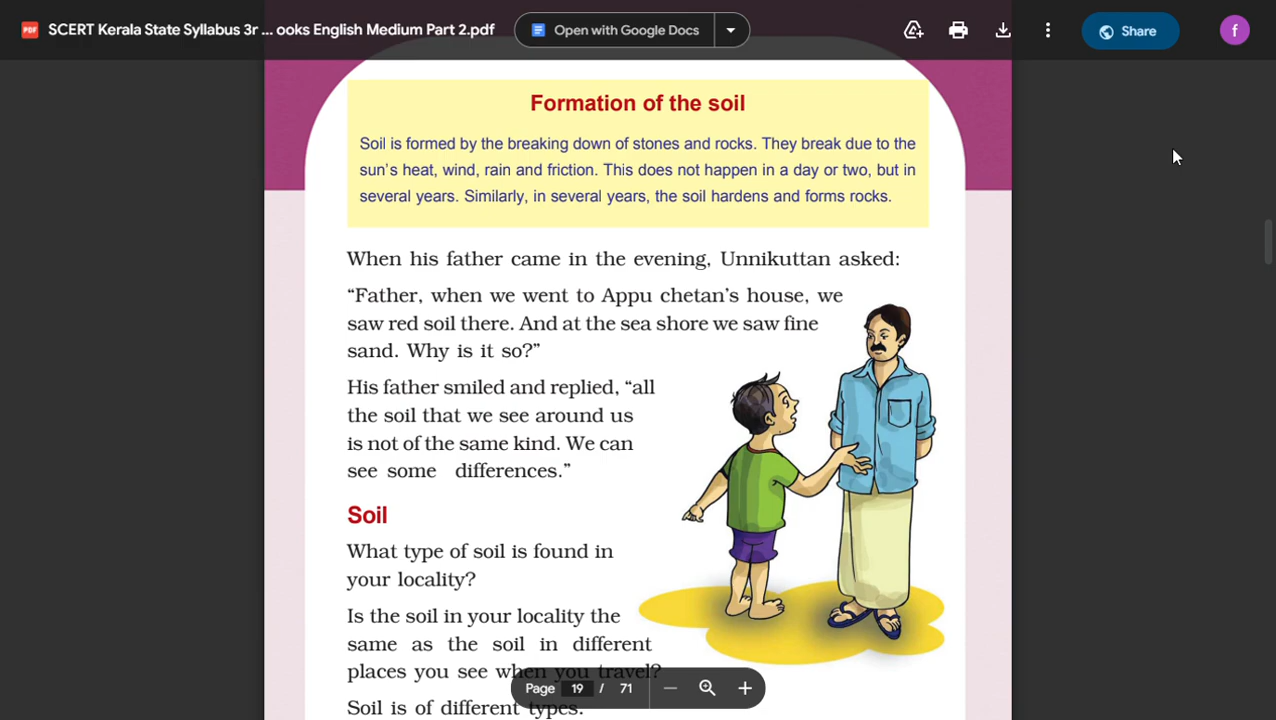 SCERT Kerala State Syllabus 3r ... ooks English Medium Part 2.pdf
Open with Google Docs
Share
f
PDF
Formation of the soil
Soil is formed by the breaking down of stones and rocks. They break due to the
sun's heat, wind, rain and friction. This does not happen in a day or two, but in
several years. Similarly, in several years, the soil hardens and forms rocks.
When his father came in the evening, Unnikuttan asked:
“Father, when we went to Appu chetan’s house, we
saw red soil there. And at the sea shore we saw fine
sand. Why is it so?”
His father smiled and replied, “all
the soil that we see around us
is not of the same kind. We can
see some differences.”
Soil
What type of soil is found in
your locality?
Is the soil in your locality the
same as the soil in different
places you see when you travel?
Soil is of different types.
Page 19 / 71